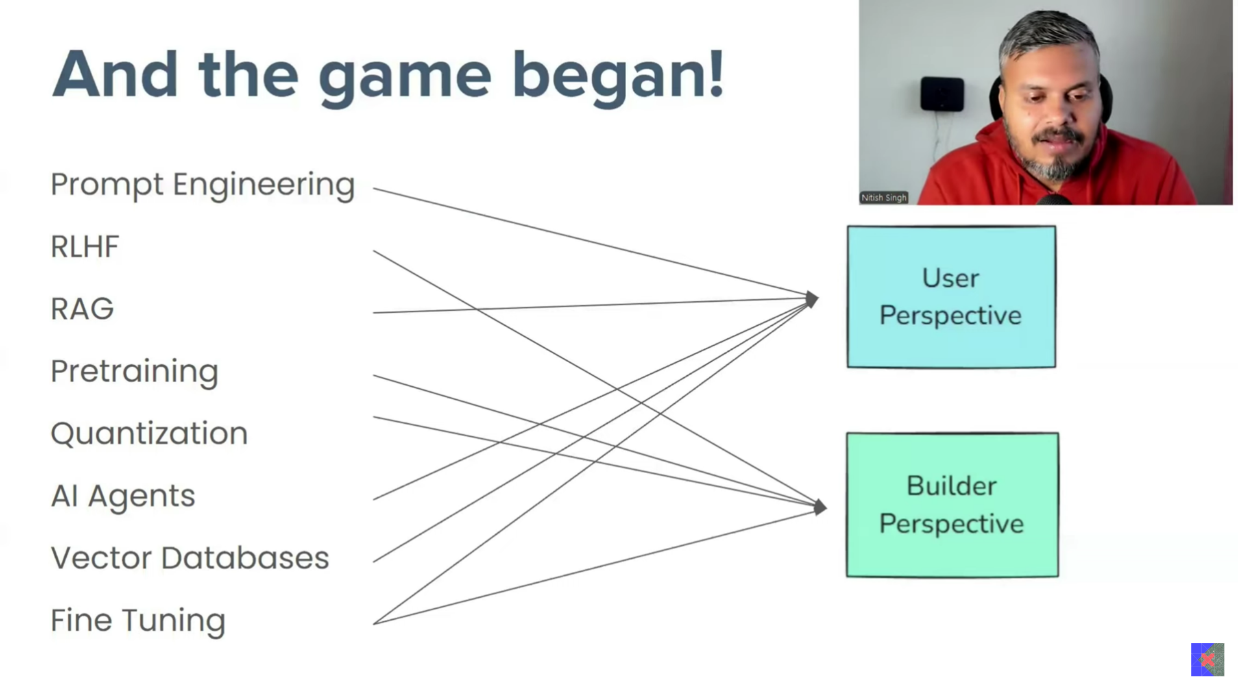 And the game began!
Nitish Singh
Prompt Engineering
RLHF
RAG
Pretraining
Quantization
AI Agents
Vector Databases
Fine Tuning
User
Perspective
Builder
Perspective